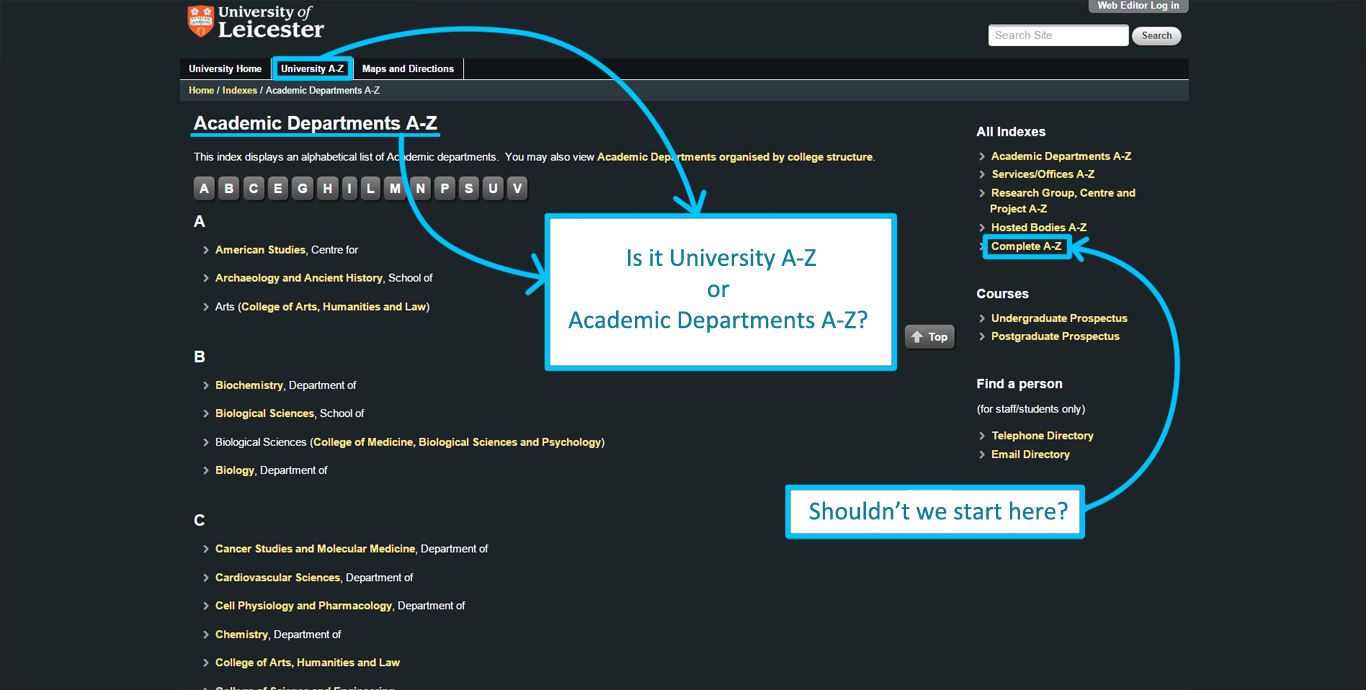 Web Editor Log in
University of
Leicester
Search Site
Search
University Home
University A-Z
Maps and Directions
Home / Indexes / Academic Departments A-Z
Academic Departments A-Z
This index displays an alphabetical list of Academic departments. You may also view Academic Departments organised by college structure.
A B C E G H I L M N P S U V
A
American Studies, Centre for
Archaeology and Ancient History, School of
Arts (College of Arts, Humanities and Law)
Is it University A-Z
or
Academic Departments A-Z?
Top
B
Biochemistry, Department of
Biological Sciences, School of
Biological Sciences (College of Medicine, Biological Sciences and Psychology)
Biology, Department of
C
Cancer Studies and Molecular Medicine, Department of
Cardiovascular Sciences, Department of
Cell Physiology and Pharmacology, Department of
Chemistry, Department of
College of Arts, Humanities and Law
College of Science and Engineering
All Indexes
Academic Departments A-Z
Services/Offices A-Z
Research Group, Centre and
Project A-Z
Hosted Bodies A-Z
Complete A-Z
Courses
Undergraduate Prospectus
Postgraduate Prospectus
Find a person
(for staff/students only)
Telephone Directory
Email Directory
Shouldn't we start here?